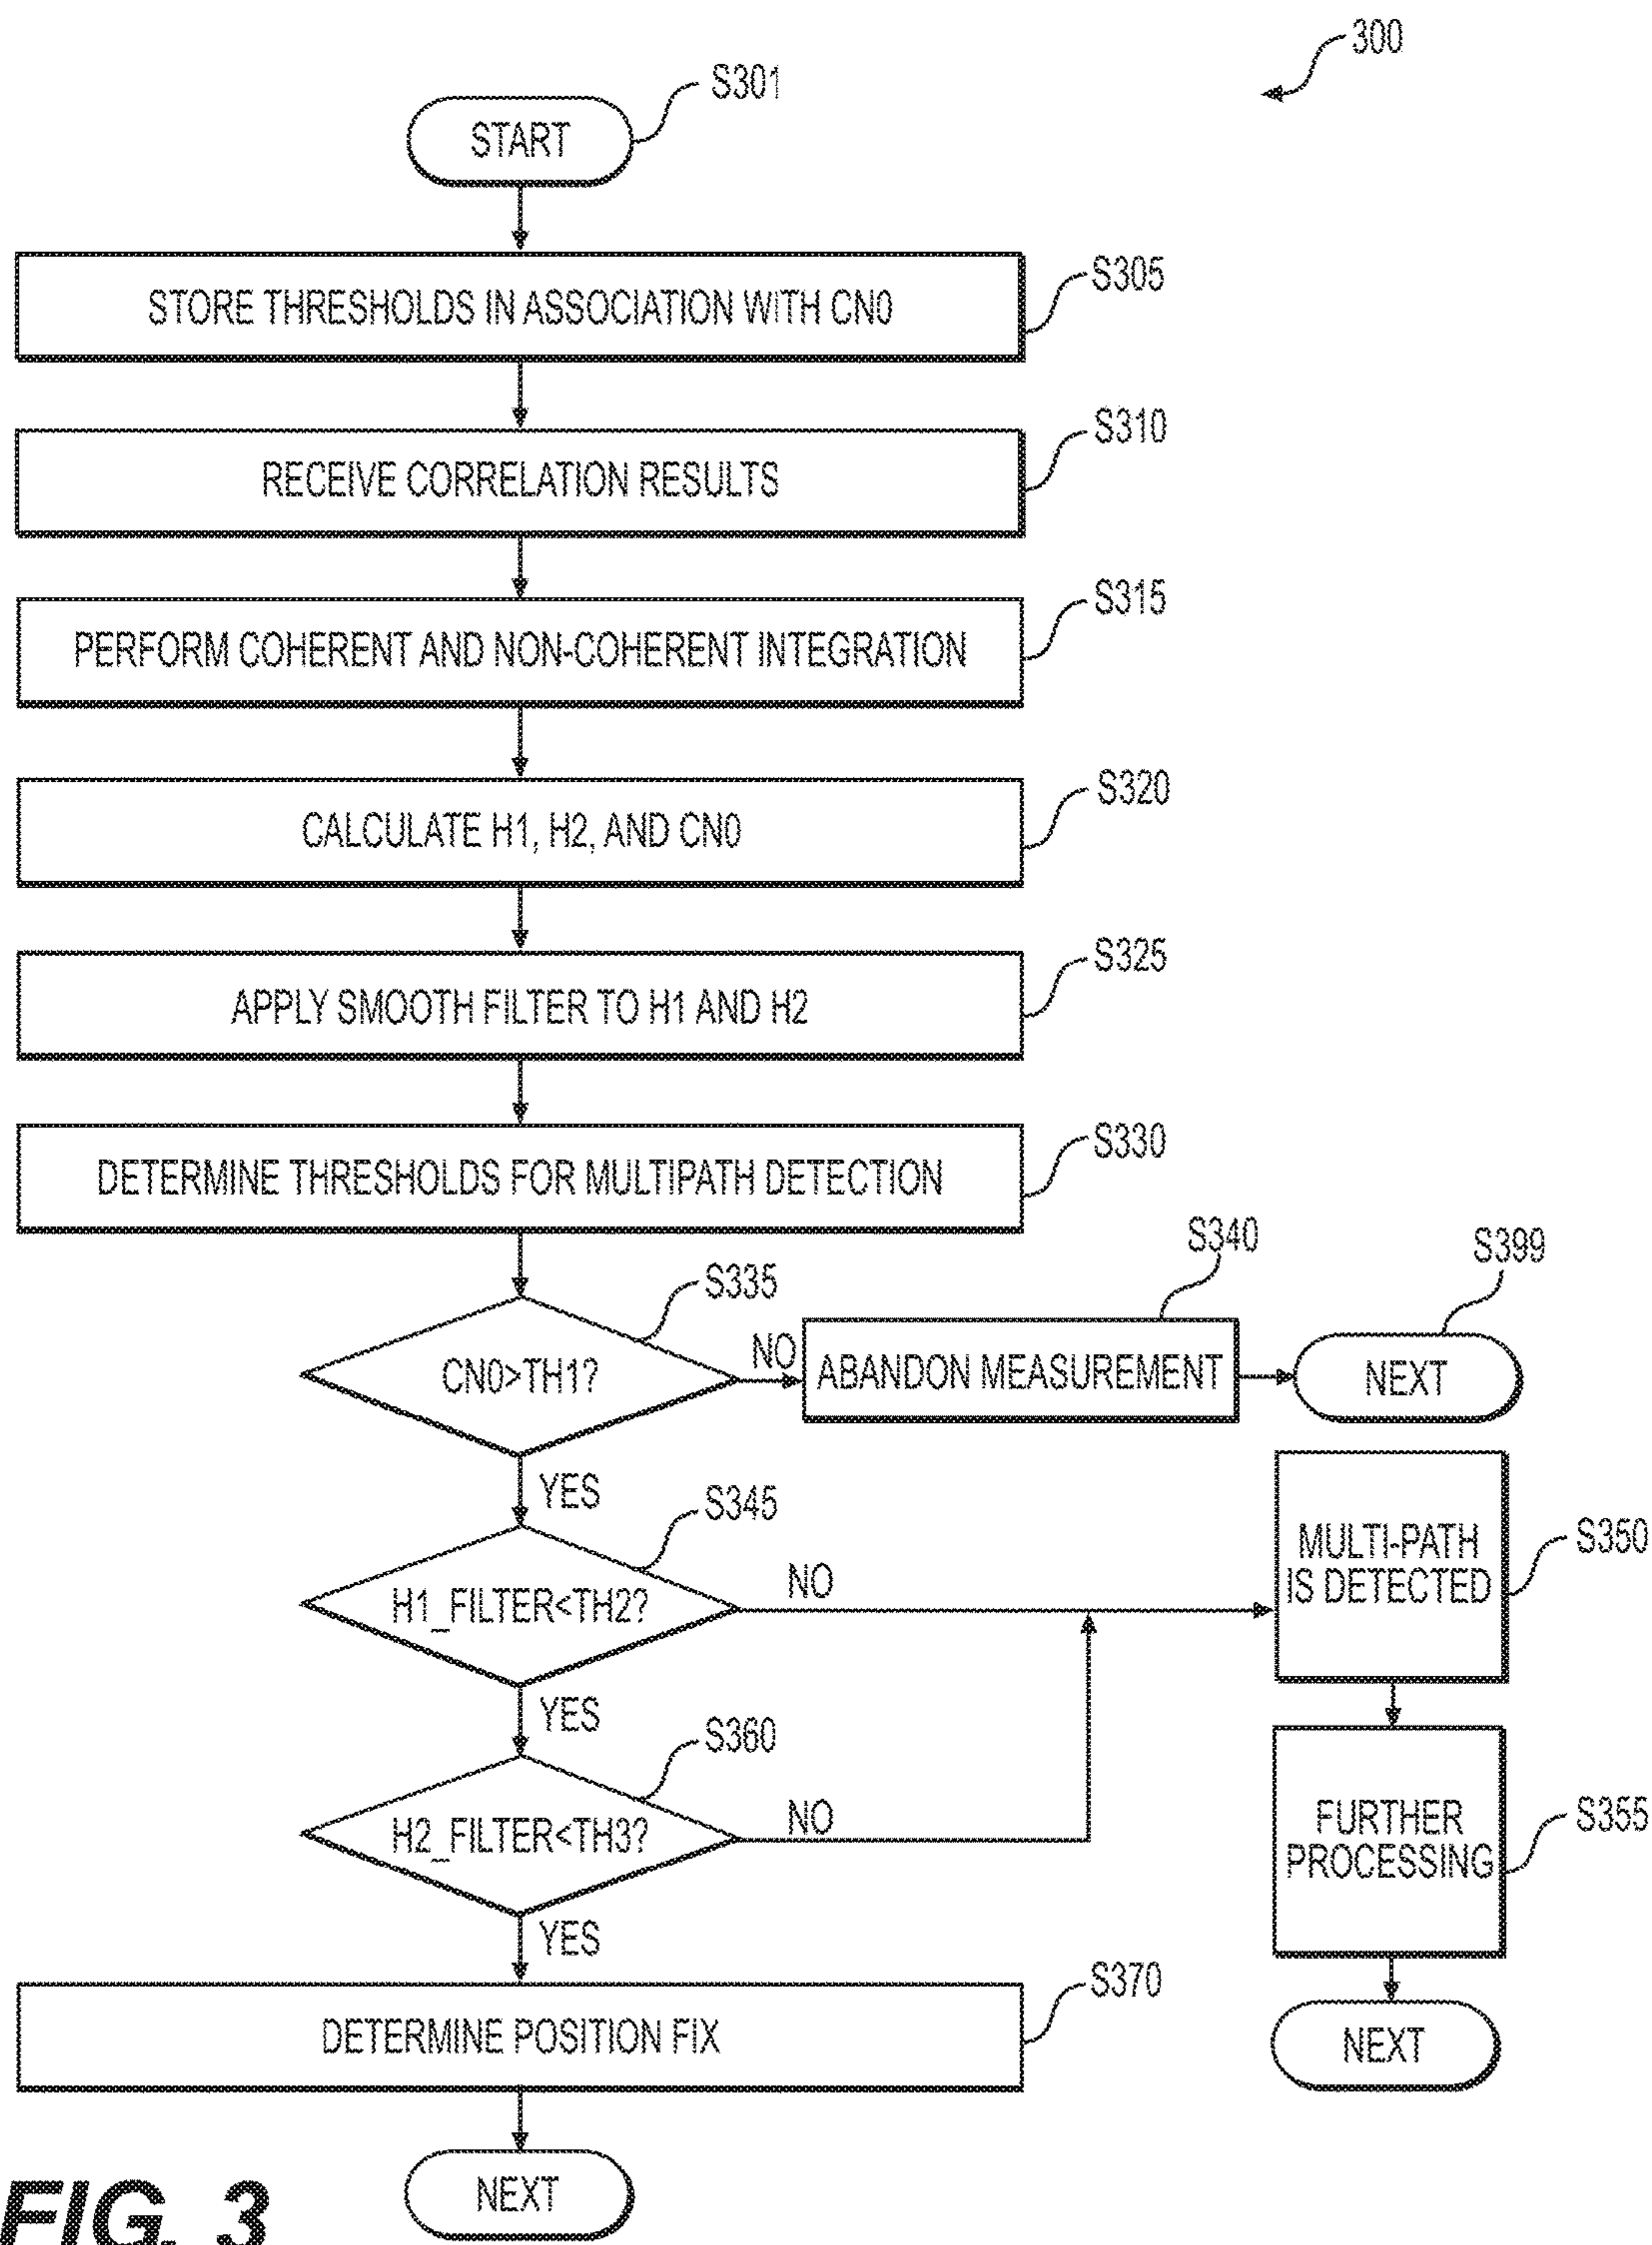 300
S301
START
S305
STORE THRESHOLDS IN ASSOCIATION WITH CN0
S310
RECEIVE CORRELATION RESULTS
S315
PERFORM COHERENT AND NON-COHERENT INTEGRATION
S320
CALCULATE H1, H2, AND CN0
S325
APPLY SMOOTH FILTER TO H1 AND H2
S330
DETERMINE THRESHOLDS FOR MULTIPATH DETECTION
S335
CN0>TH1?
NO
S340
ABANDON MEASUREMENT
S399
NEXT
YES
S345
H1_FILTER<TH2?
NO
S350
MULTI-PATH
IS DETECTED
YES
S360
H2_FILTER<TH3?
NO
S355
FURTHER
PROCESSING
NEXT
YES
S370
DETERMINE POSITION FIX
NEXT
FIG. 3